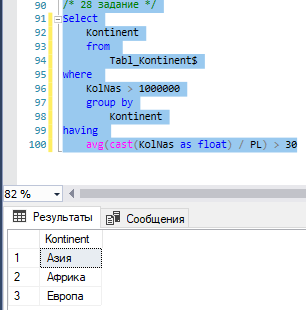 90 /* 28 задание */
91 Select
92 Kontinent
93 from
94 Tabl_Kontinent$
95 where
96 KolNas > 1000000
97 group by
98 Kontinent
99 having
100 avg(cast(KolNas as float) / PL) > 30
82 %
Результаты Сообщения
Kontinent
1 Азия
2 Африка
3 Европа